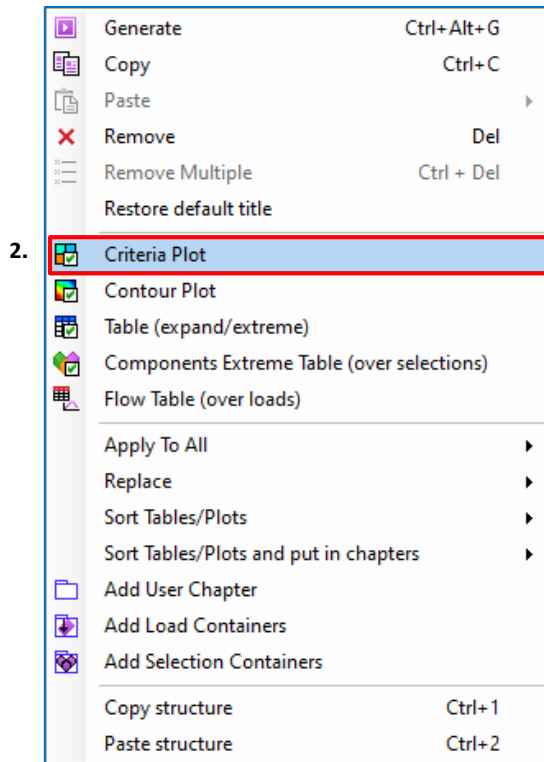 Generate Ctrl+Alt+G
Copy Ctrl+C
Paste
Remove Del
Remove Multiple Ctrl + Del
Restore default title
2. Criteria Plot
Contour Plot
Table (expand/extreme)
Components Extreme Table (over selections)
Flow Table (over loads)
Apply To All
Replace
Sort Tables/Plots
Sort Tables/Plots and put in chapters
Add User Chapter
Add Load Containers
Add Selection Containers
Copy structure Ctrl+1
Paste structure Ctrl+2